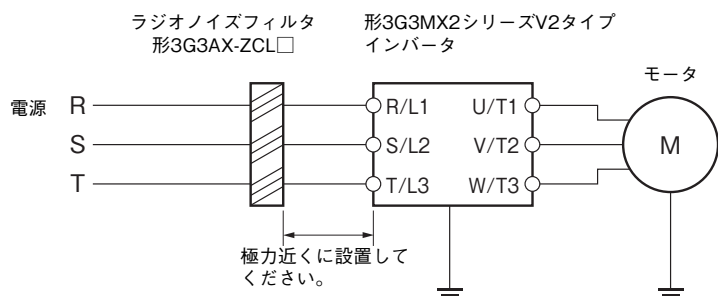 ラジオノイズフィルタ
形3G3AX-ZCL□
形3G3MX2シリーズV2タイプ
インバータ
モータ
電源
R
R/L1
U/T1
S
S/L2
V/T2
M
T
T/L3
W/T3
極力近くに設置して
ください。